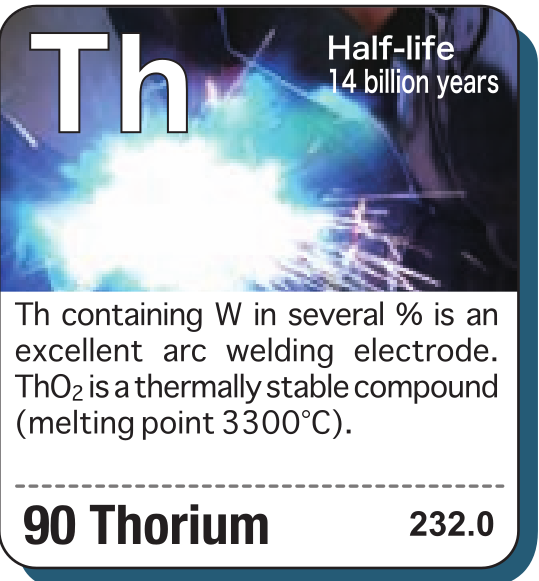 Th
Half-life
14 billion years
Th containing W in several % is an
excellent arc welding electrode.
ThO₂ is a thermally stable compound
(melting point 3300°C).
90 Thorium
232.0